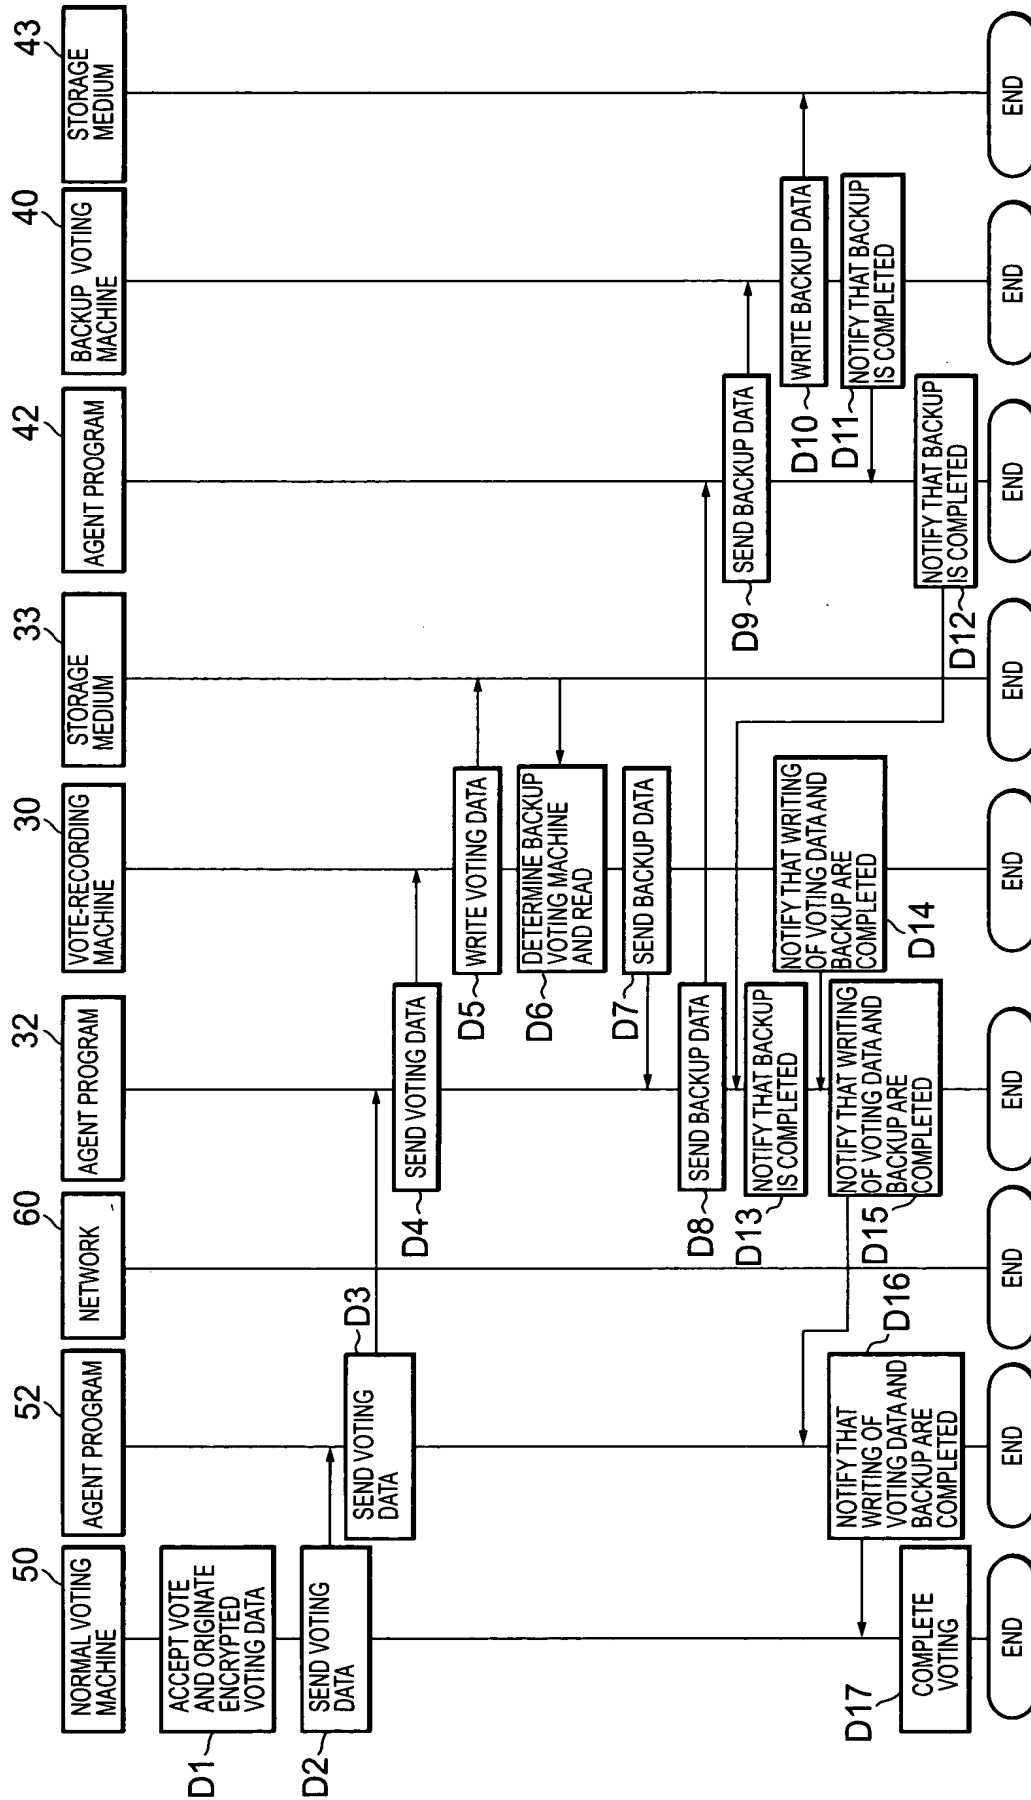 50
NORMAL VOTING
MACHINE
52
AGENT PROGRAM
60
NETWORK
32
AGENT PROGRAM
30
VOTE-RECORDING
MACHINE
33
STORAGE
MEDIUM
42
AGENT PROGRAM
40
BACKUP VOTING
MACHINE
43
STORAGE
MEDIUM
D1
ACCEPT VOTE
AND ORIGINATE
ENCRYPTED
VOTING DATA
D2
SEND VOTING
DATA
D3
SEND VOTING
DATA
D4
SEND VOTING DATA
D5
WRITE VOTING DATA
D6
DETERMINE BACKUP
VOTING MACHINE
AND READ
D7
SEND BACKUP DATA
D8
SEND BACKUP DATA
D9
SEND BACKUP DATA
D10
WRITE BACKUP DATA
D11
NOTIFY THAT BACKUP
IS COMPLETED
D12
NOTIFY THAT BACKUP
IS COMPLETED
D13
NOTIFY THAT BACKUP
IS COMPLETED
D14
NOTIFY THAT WRITING
OF VOTING DATA AND
BACKUP ARE
COMPLETED
D15
NOTIFY THAT WRITING
OF VOTING DATA AND
BACKUP ARE
COMPLETED
D16
NOTIFY THAT
WRITING OF
VOTING DATA AND
BACKUP ARE
COMPLETED
D17
COMPLETE
VOTING
END
END
END
END
END
END
END
END
END